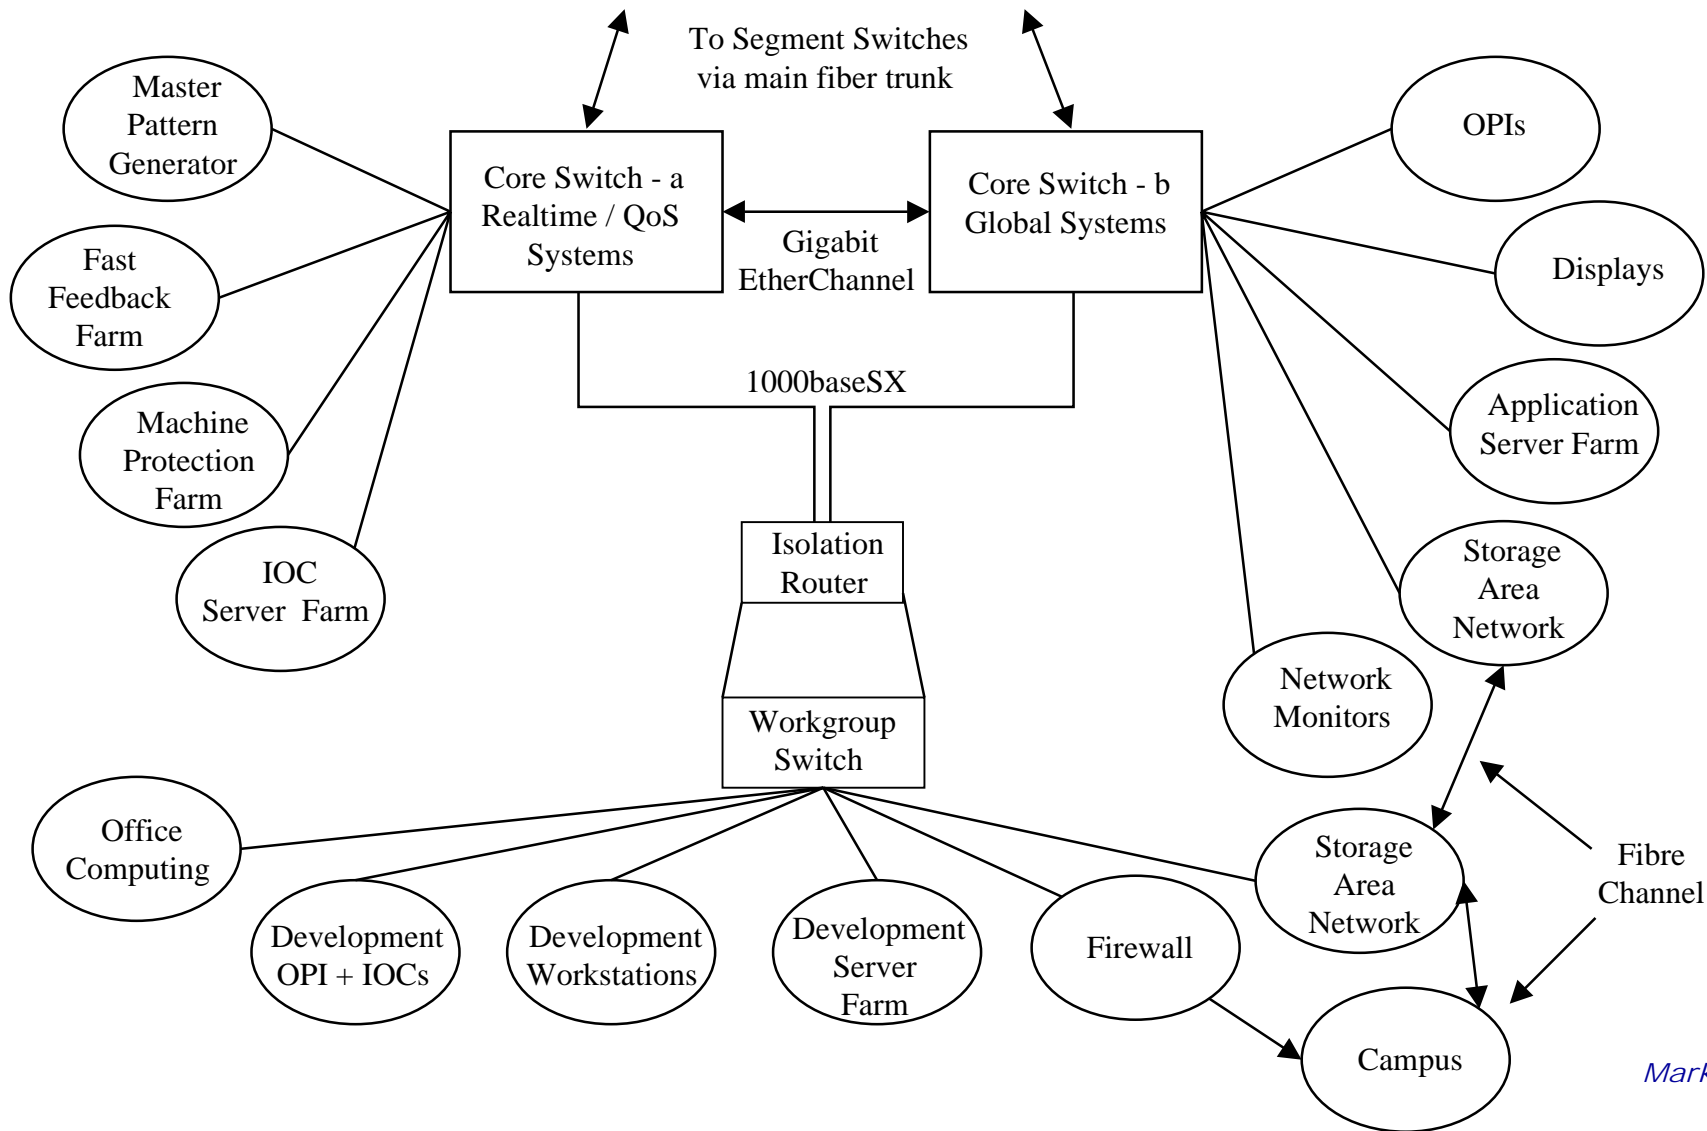 To Segment Switches
via main fiber trunk
Master
Pattern
Generator
Core Switch - a
Realtime / QoS
Systems
Gigabit
EtherChannel
Core Switch - b
Global Systems
OPIs
Fast
Feedback
Farm
Displays
1000baseSX
Machine
Protection
Farm
Application
Server Farm
IOC
Server Farm
Isolation
Router
Storage
Area
Network
Network
Monitors
Workgroup
Switch
Office
Computing
Development
OPI + IOCs
Development
Workstations
Development
Server
Farm
Firewall
Storage
Area
Network
Fibre
Channel
Campus
Mark